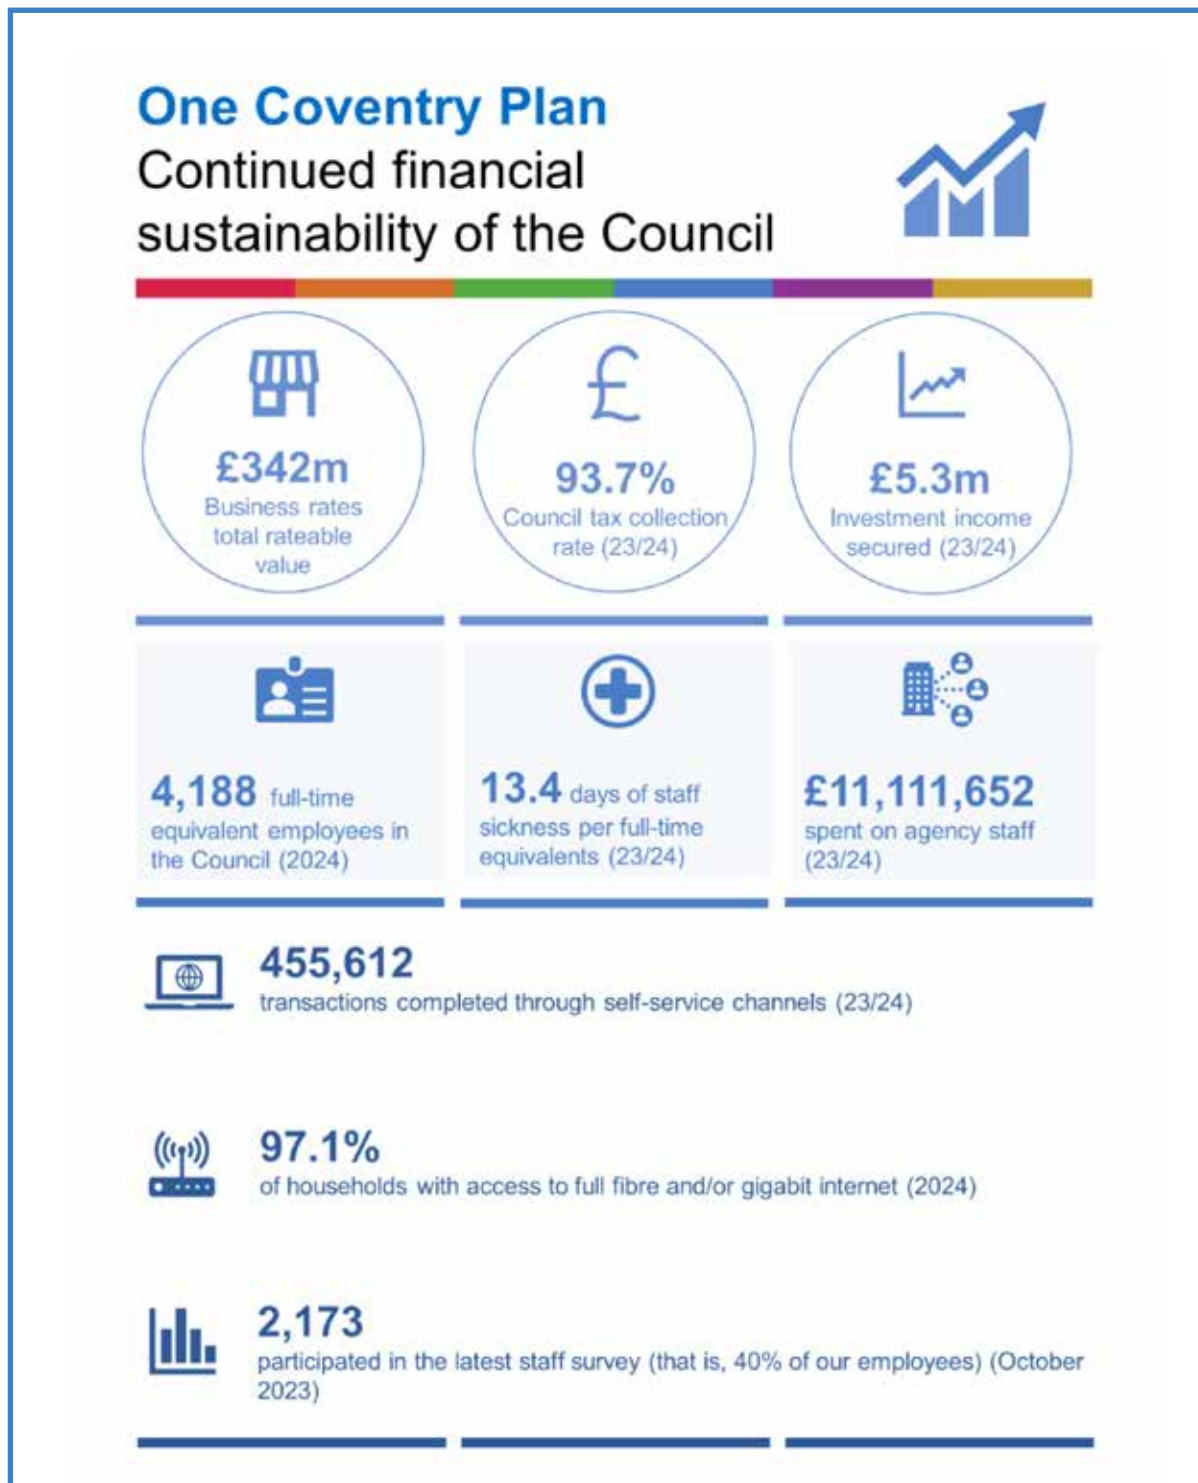 One Coventry Plan
Continued financial
sustainability of the Council
£342m
Business rates
total rateable
value
93.7%
Council tax collection
rate (23/24)
£5.3m
Investment income
secured (23/24)
4,188 full-time
equivalent employees in
the Council (2024)
13.4 days of staff
sickness per full-time
equivalents (23/24)
£11,111,652
spent on agency staff
(23/24)
455,612
transactions completed through self-service channels (23/24)
97.1%
of households with access to full fibre and/or gigabit internet (2024)
2,173
participated in the latest staff survey (that is, 40% of our employees) (October
2023)